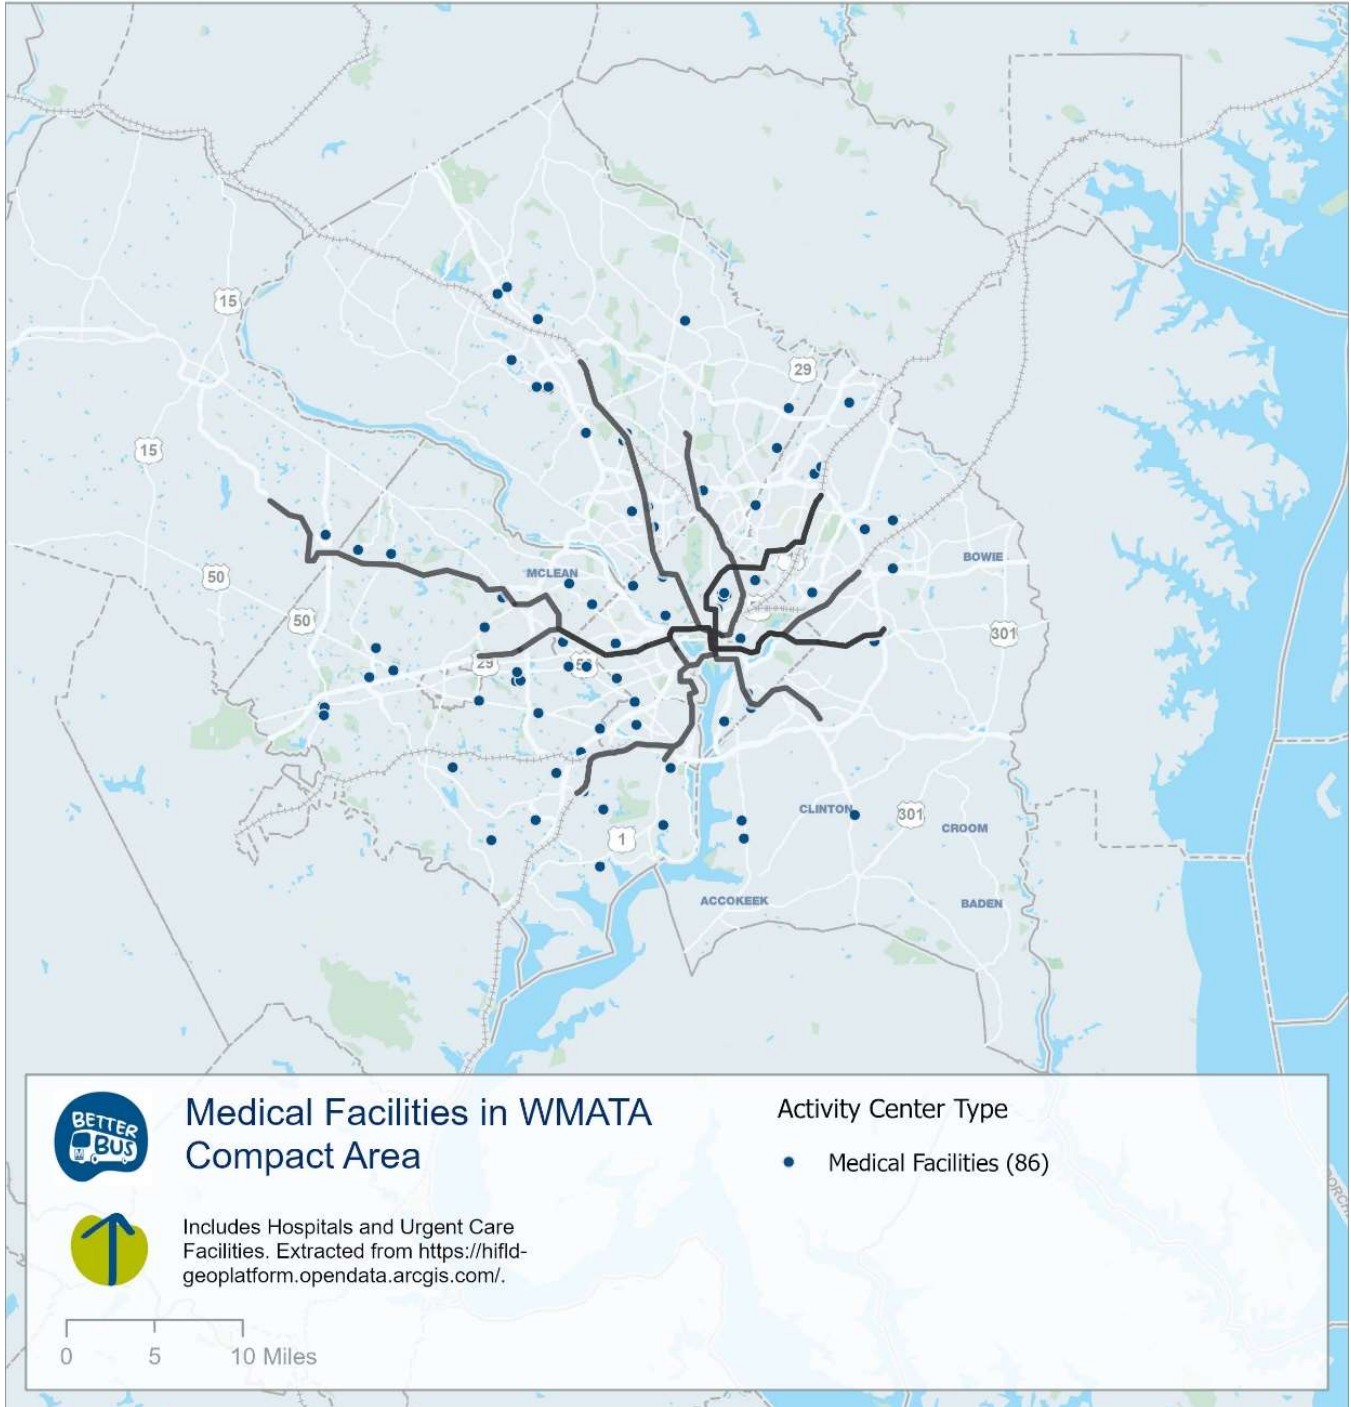 15
29
15
MCLEAN
BOWIE
50
50
301
29
CLINTON
301
CROOM
1
ACCOKEEK
BADEN
BETTER
BUS
M
Medical Facilities in WMATA
Compact Area
Activity Center Type
Medical Facilities (86)
Includes Hospitals and Urgent Care
Facilities. Extracted from https://hifld-
geoplatform.opendata.arcgis.com/.
0 5 10 Miles